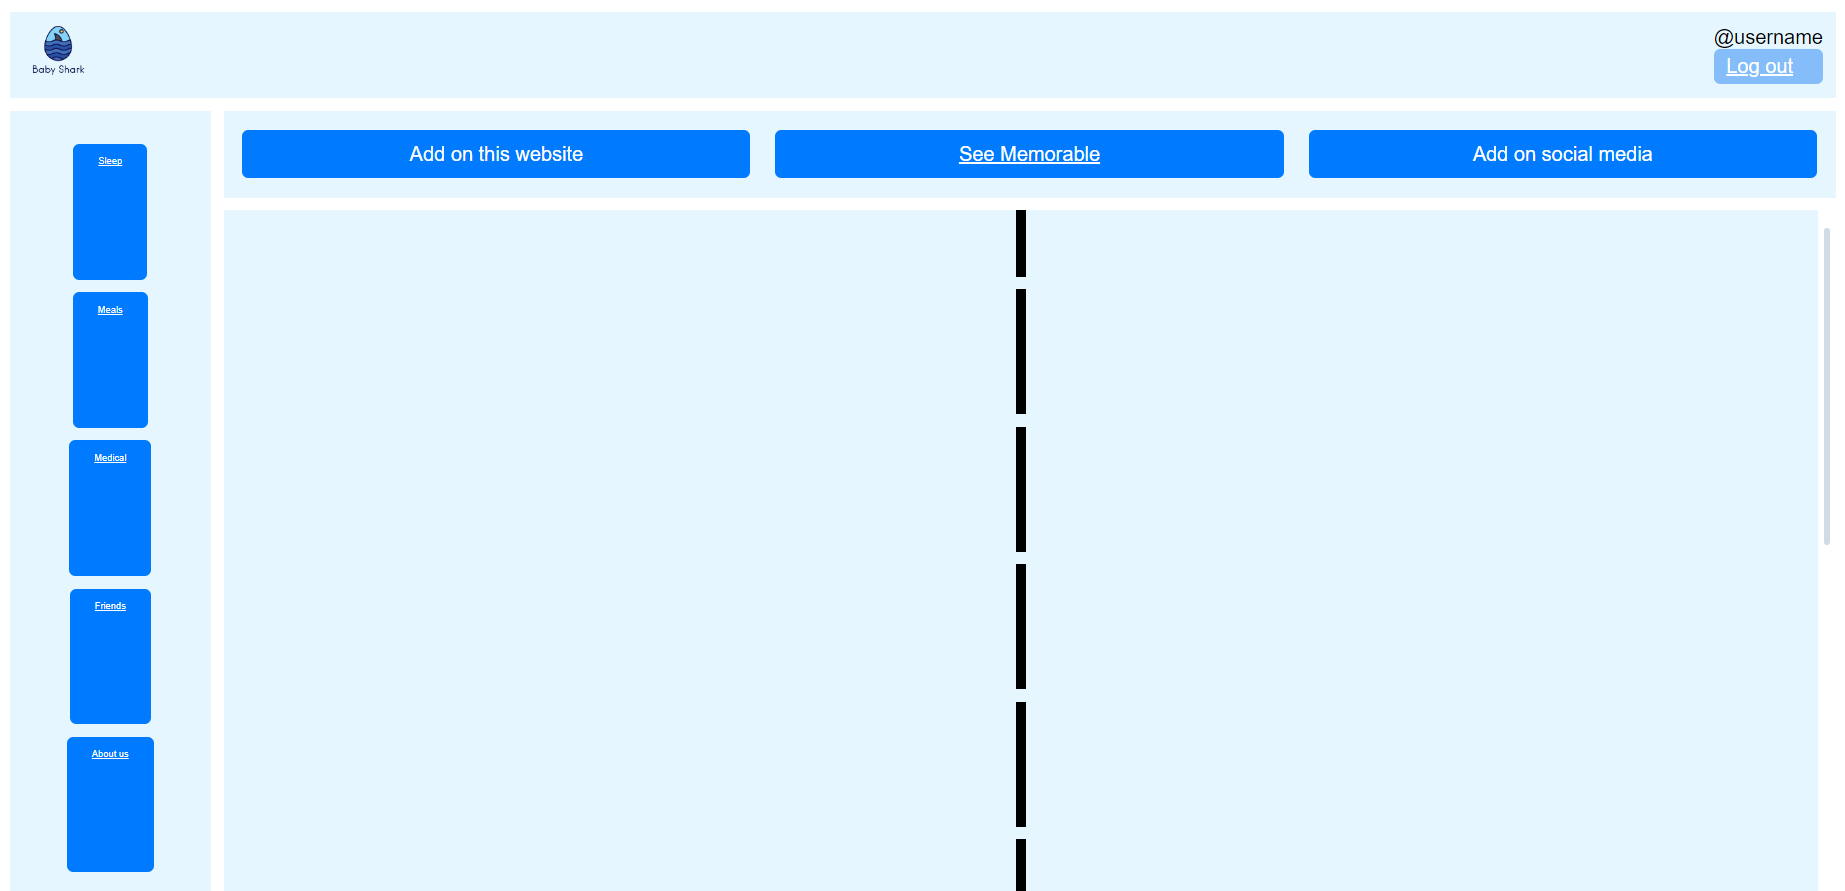 Baby Shark
@username
Log out
Add on this website
See Memorable
Add on social media
Sleep
Meals
Medical
Friends
About us